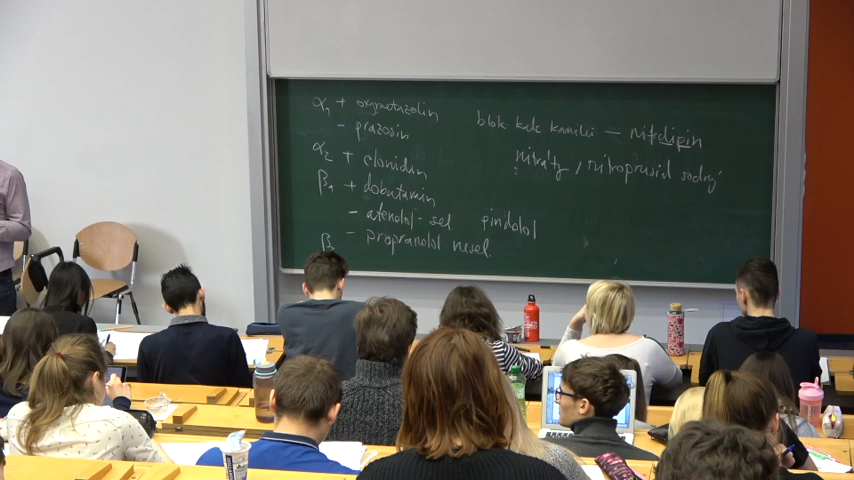 α1 + oxymetazolin
- prazosin
α2 + clonidin
β1 + dobutamin
- atenolol - sel. pindolol
- propranolol nesel.
β2
blok. kalc. kanálů - nifedipin
nitráty, nitroprusid sodný